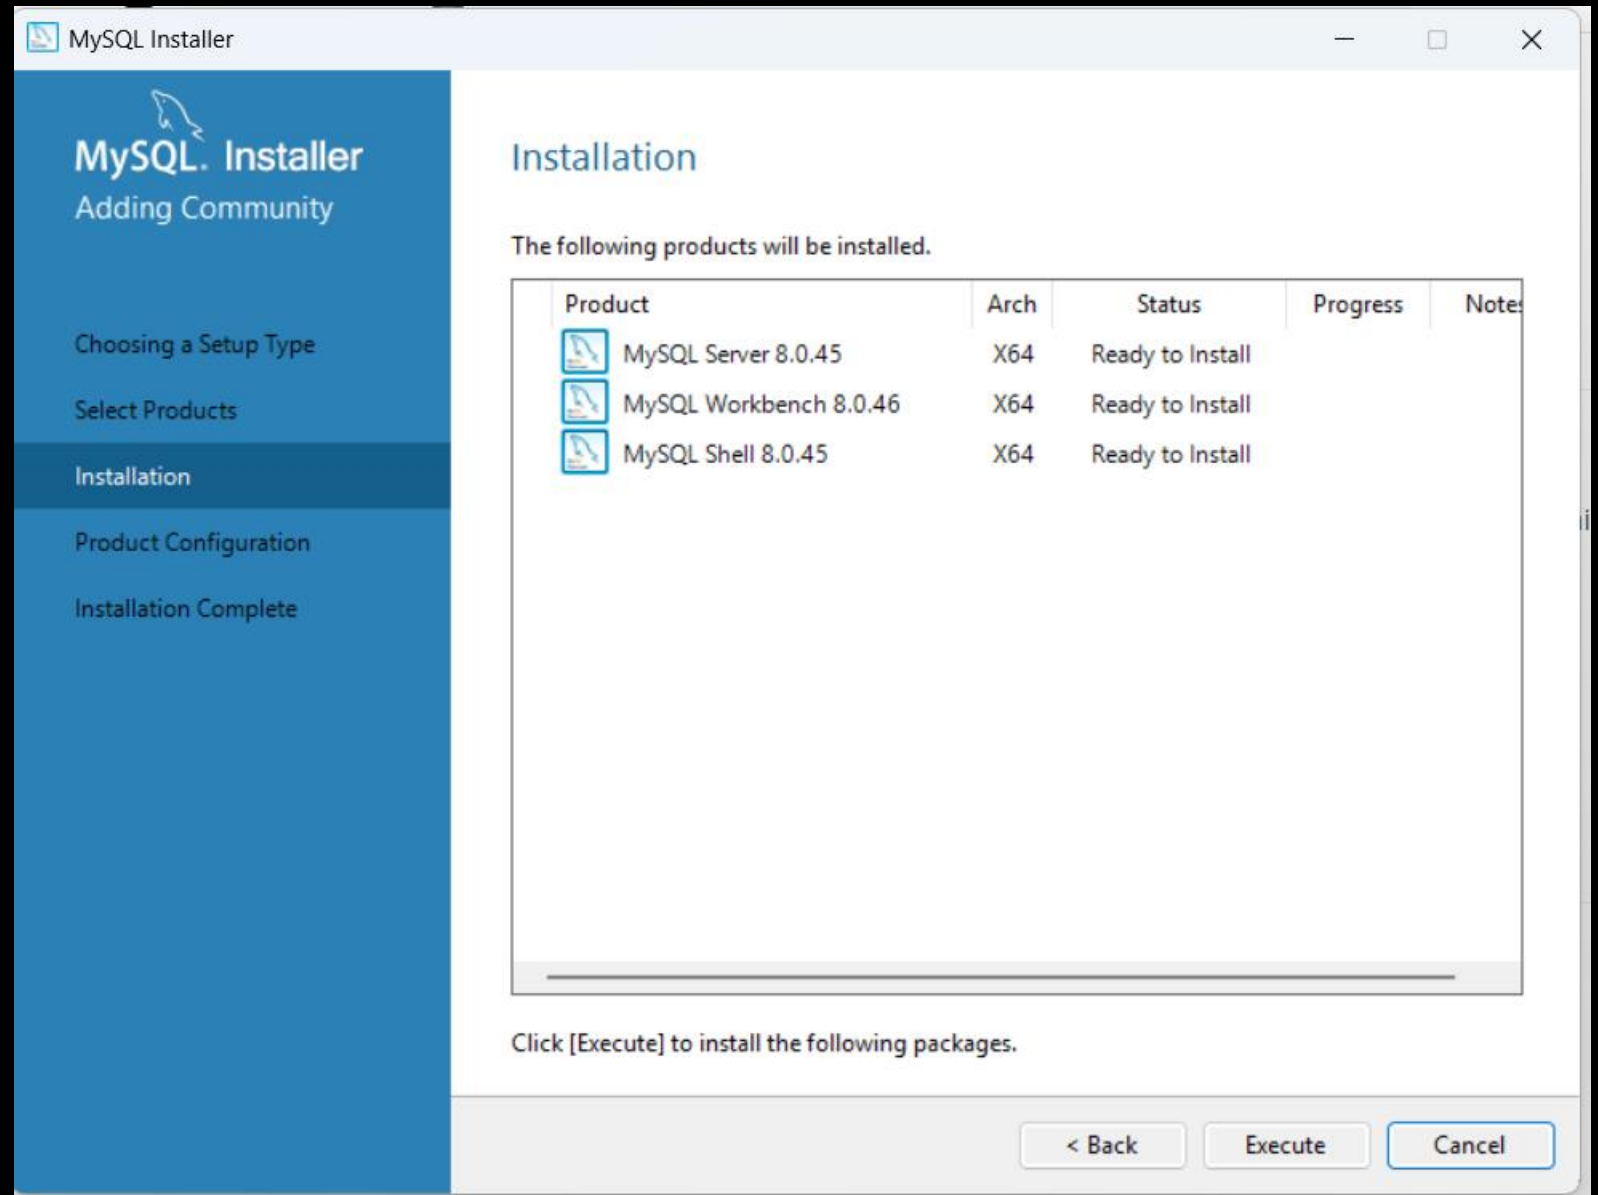 MySQL Installer
MySQL. Installer
Adding Community
Choosing a Setup Type
Select Products
Installation
Product Configuration
Installation Complete
Installation
The following products will be installed.
Product Arch Status Progress Notes
MySQL Server 8.0.45 X64 Ready to Install
MySQL Workbench 8.0.46 X64 Ready to Install
MySQL Shell 8.0.45 X64 Ready to Install
Click [Execute] to install the following packages.
< Back Execute Cancel